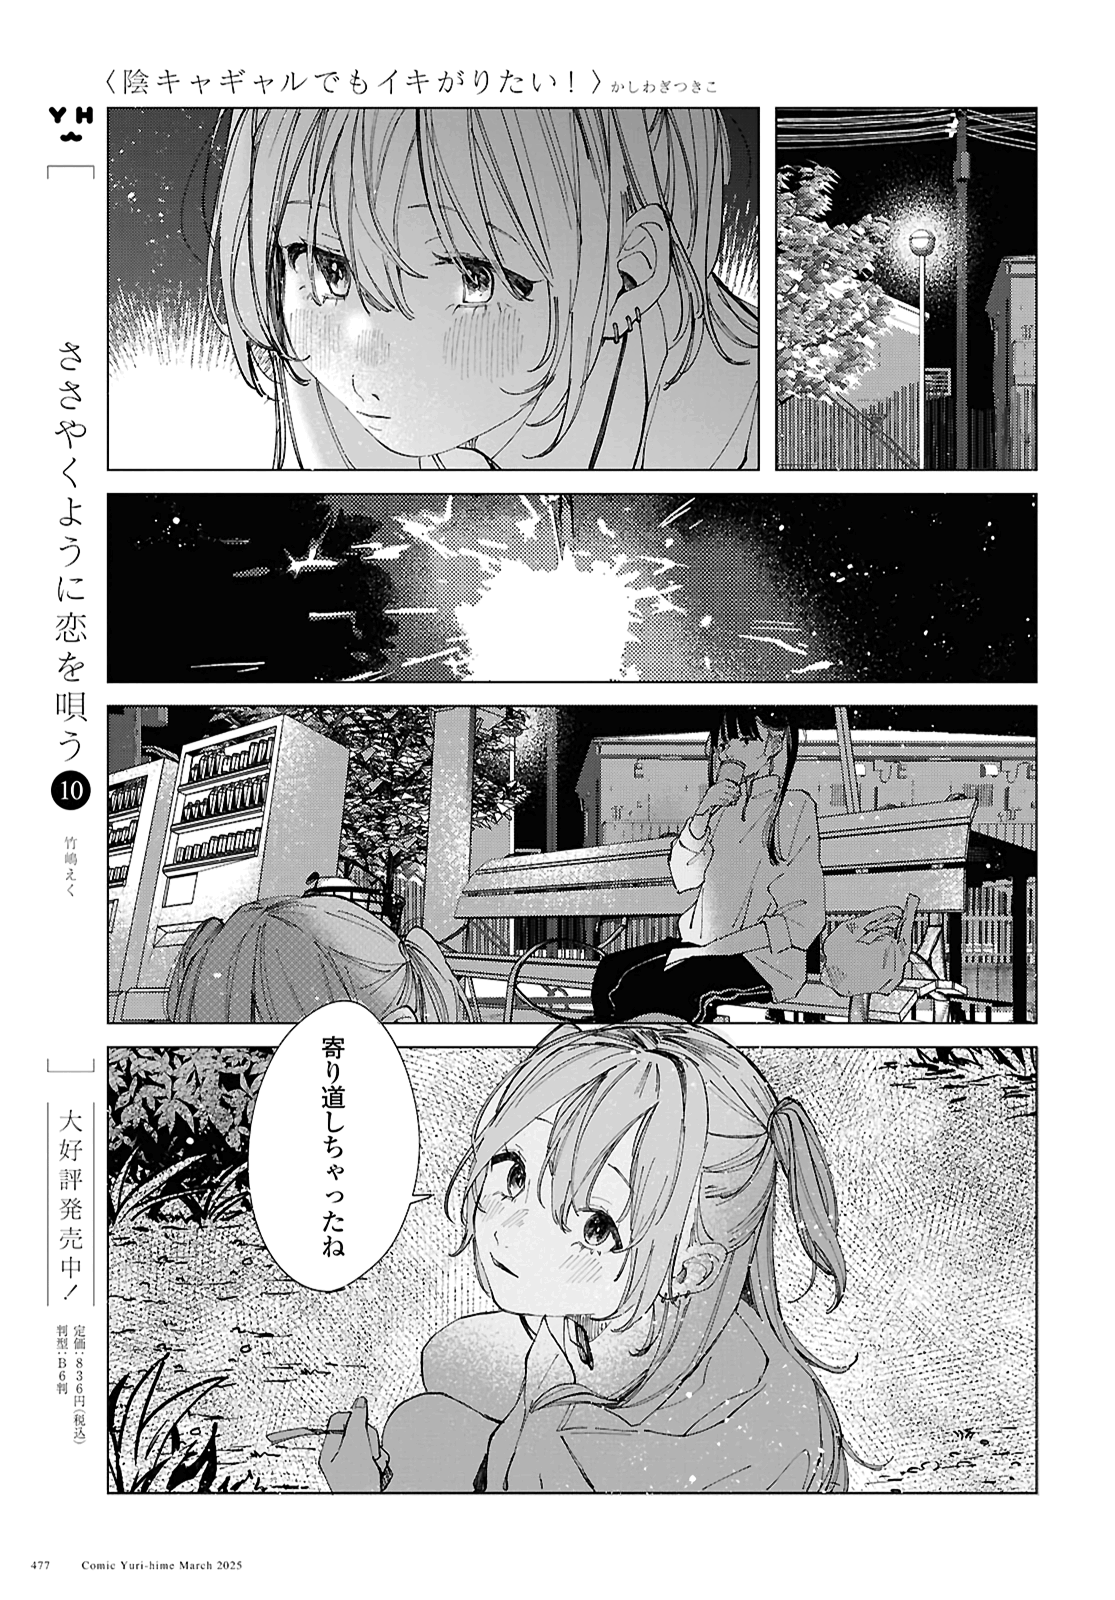 〈陰キャギャルでもイキがりたい！〉かしわぎつきこ
YH
ささやくように恋を唄う
10
竹嶋えく
寄り道しちゃったね
大好評発売中！
定価：836円（税込）
判型：B6判
477 Comic Yuri-hime March 2025